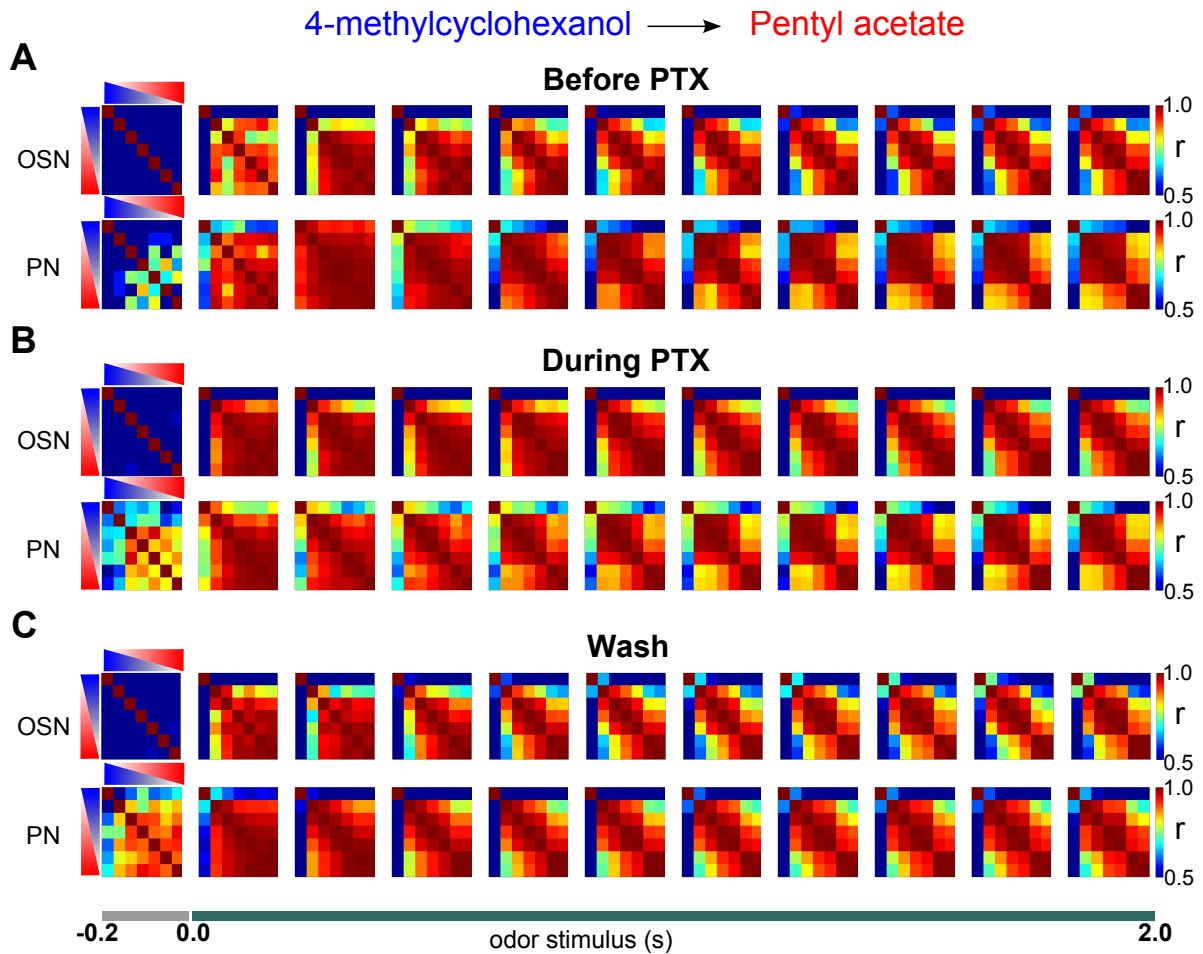 4-methylcyclohexanol → Pentyl acetate
A
Before PTX
OSN
1.0
r
0.5
PN
1.0
r
0.5
B
During PTX
OSN
1.0
r
0.5
PN
1.0
r
0.5
C
Wash
OSN
1.0
r
0.5
PN
1.0
r
0.5
-0.2 0.0 odor stimulus (s) 2.0